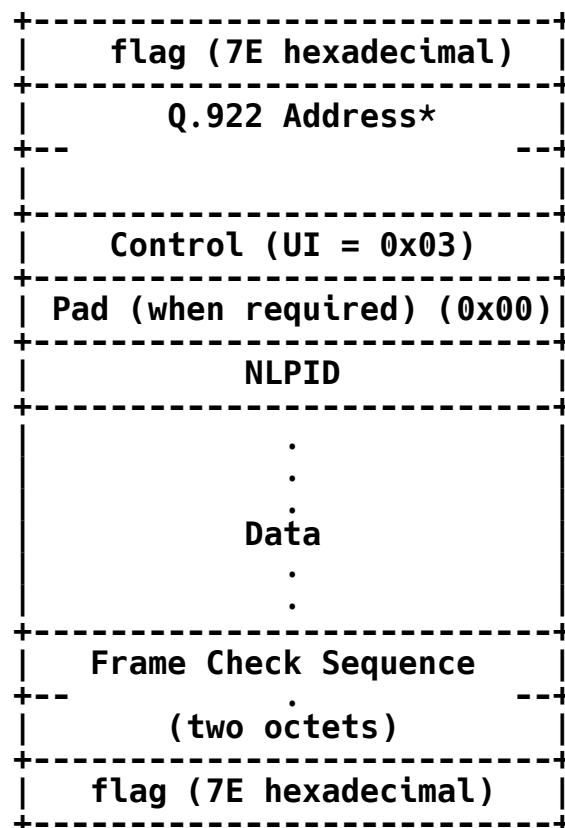 +----------------------------+
|    flag (7E hexadecimal)   |
+----------------------------+
|       Q.922 Address*       |
+--                        --+
|                            |
+----------------------------+
|    Control (UI = 0x03)     |
+----------------------------+
| Pad (when required) (0x00)|
+----------------------------+
|           NLPID            |
+----------------------------+
|             .              |
|             .              |
|             .              |
|           Data             |
|             .              |
|             .              |
+----------------------------+
|   Frame Check Sequence     |
+--           .            --+
|       (two octets)         |
+----------------------------+
|   flag (7E hexadecimal)    |
+----------------------------+